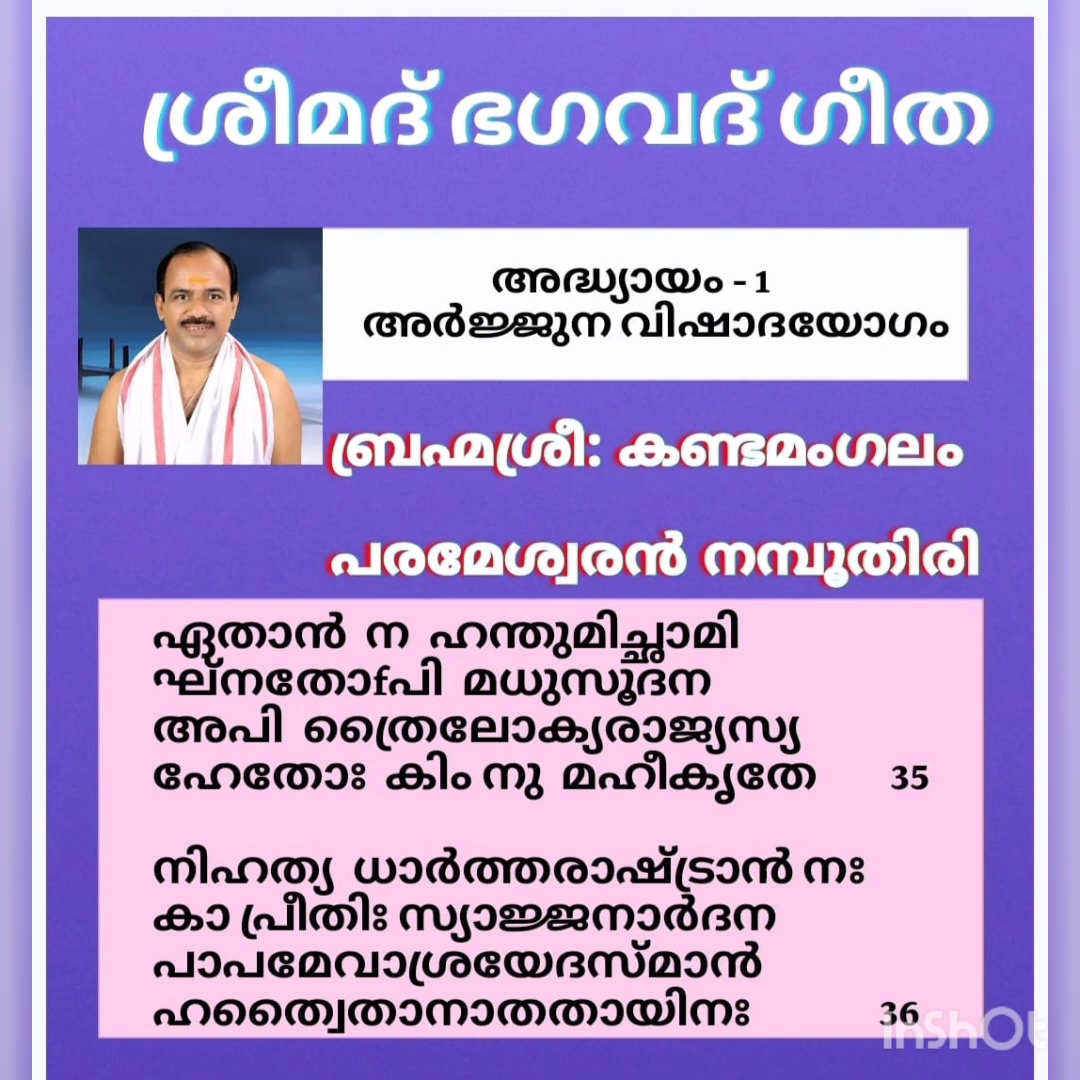 ശ്രീമദ് ഭഗവദ് ഗീത
അദ്ധ്യായം - 1
അർജ്ജുന വിഷാദയോഗം
ബ്രഹ്മശ്രീ: കണ്ടമംഗലം
പരമേശ്വരൻ നമ്പൂതിരി
ഏതാൻ ന ഹന്തുമിച്ഛാമി
ഘ്നതോfപി മധുസൂദന
അപി ത്രൈലോക്യരാജ്യസ്യ
ഹേതോഃ കിം നു മഹീകൃതേ 35
നിഹത്യ ധാർത്തരാഷ്ട്രാൻ നഃ
കാ പ്രീതിഃ സ്യാജ്ജനാർദന
പാപമേവാശ്രയേദസ്മാൻ
ഹത്വൈതാനാതതായിനഃ 36
InShOt